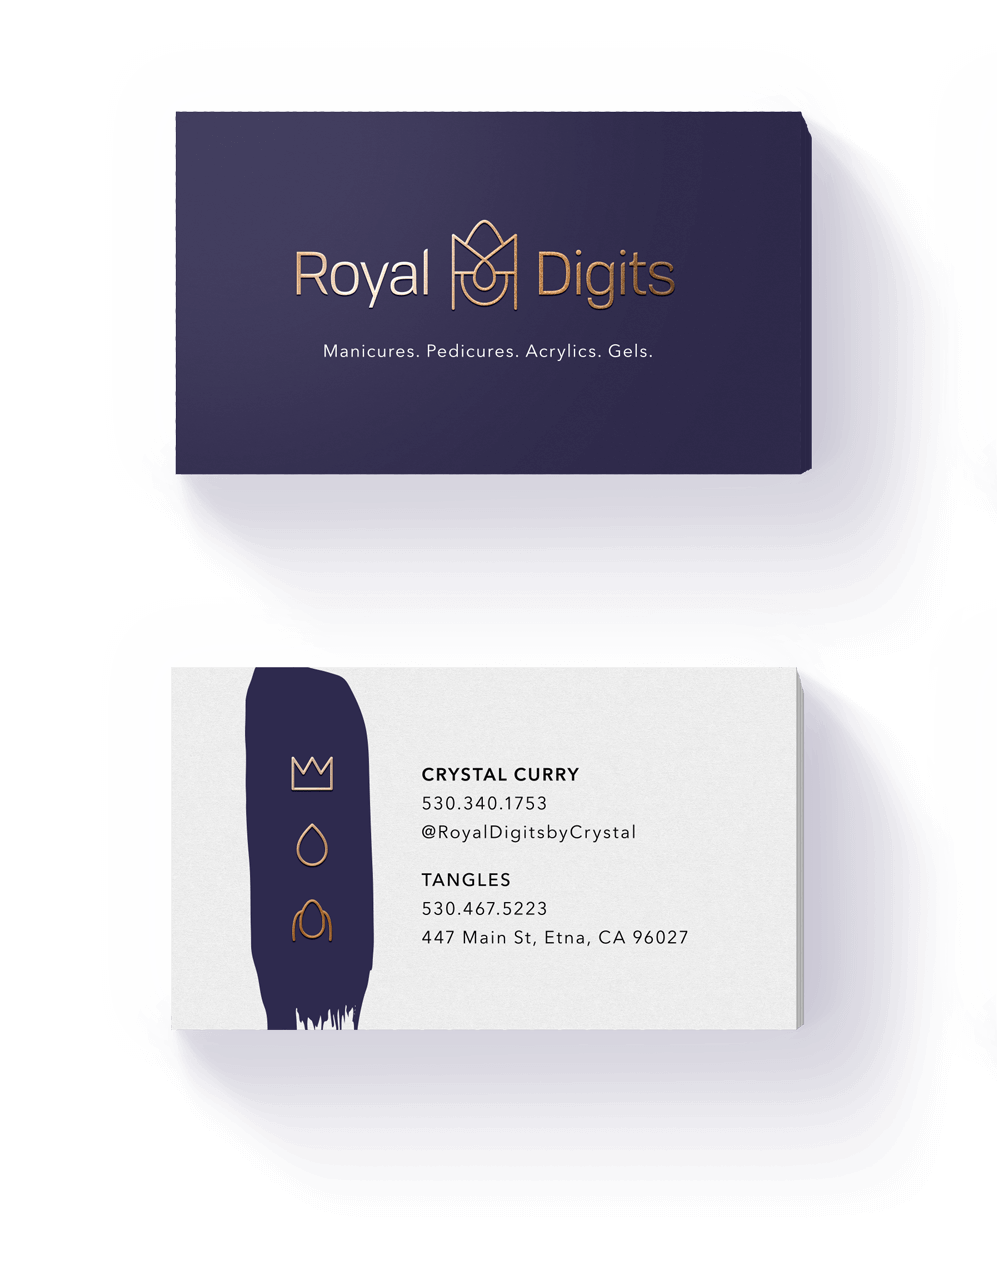 Royal Digits
Manicures. Pedicures. Acrylics. Gels.
CRYSTAL CURRY
530.340.1753
@RoyalDigitsbyCrystal
TANGLES
530.467.5223
447 Main St, Etna, CA 96027